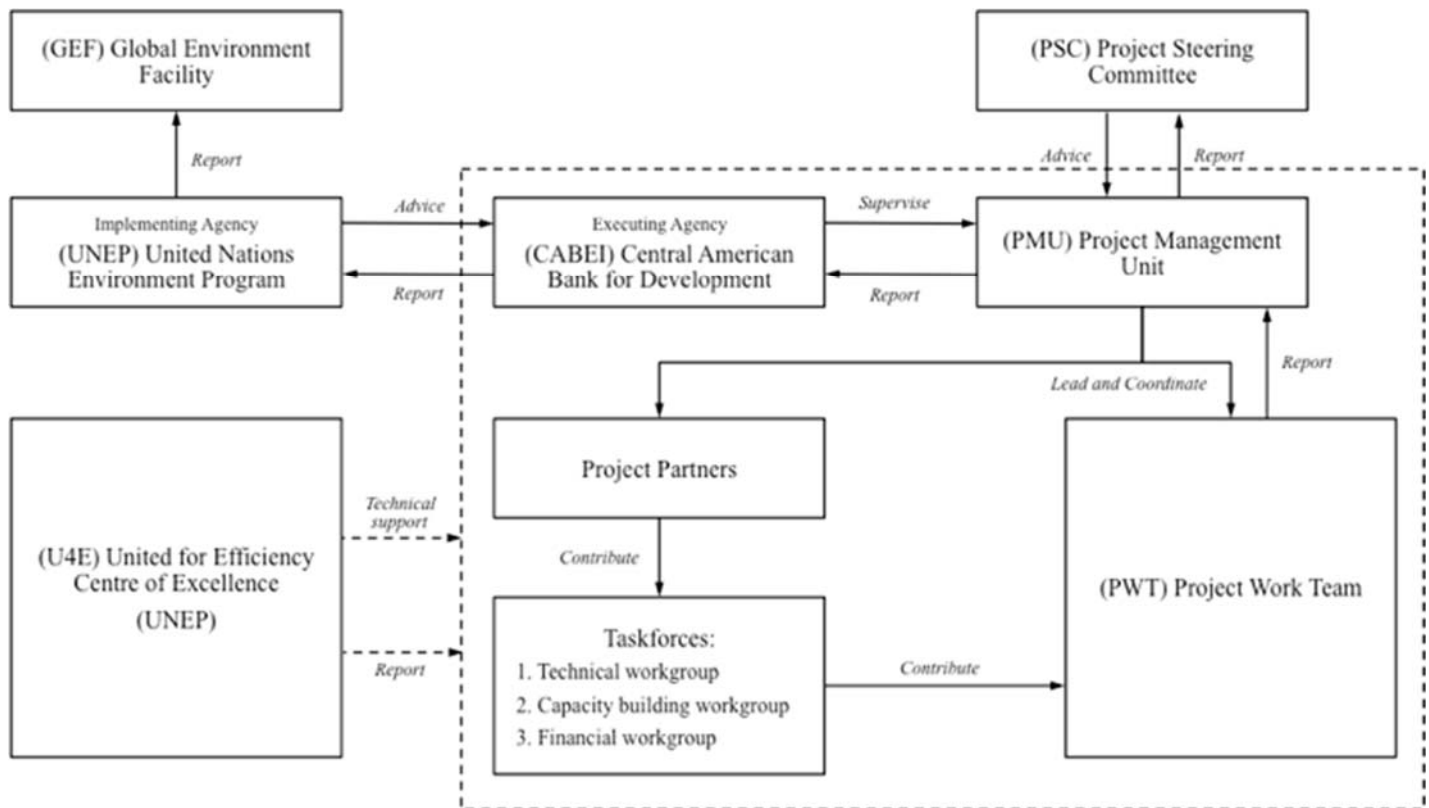 (GEF) Global Environment
Facility
(PSC) Project Steering
Committee
Report
Advice
Report
Implementing Agency
(UNEP) United Nations
Environment Program
Advice
Report
Executing Agency
(CABEI) Central American
Bank for Development
Supervise
Report
(PMU) Project Management
Unit
Lead and Coordinate
Report
Project Partners
Contribute
(U4E) United for Efficiency
Centre of Excellence
(UNEP)
Technical
support
Report
Taskforces:
1. Technical workgroup
2. Capacity building workgroup
3. Financial workgroup
Contribute
(PWT) Project Work Team